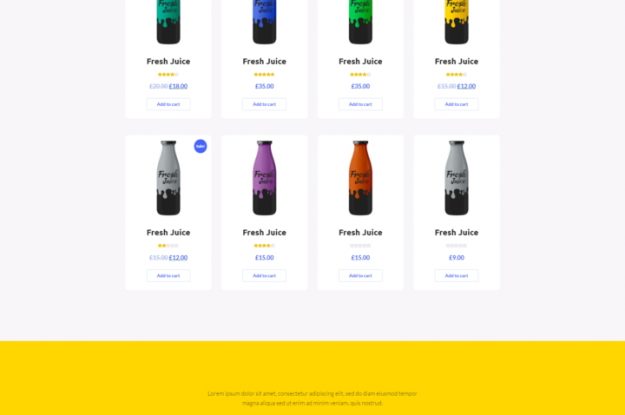 Fresh Juice Fresh Juice Fresh Juice Fresh Juice
Fresh Juice Fresh Juice Fresh Juice Fresh Juice
£20.00 £18.00 £35.00 £35.00 £15.00 £12.00
Add to cart Add to cart Add to cart Add to cart
Sale!
Fresh Juice Fresh Juice Fresh Juice Fresh Juice
Fresh Juice Fresh Juice Fresh Juice Fresh Juice
£15.00 £12.00 £15.00 £15.00 £9.00
Add to cart Add to cart Add to cart Add to cart
Lorem ipsum dolor sit amet, consectetur adipiscing elit, sed do diam eiusmod tempor
magna aliqua sed ut enim ad minim veniam, quis nostrud.